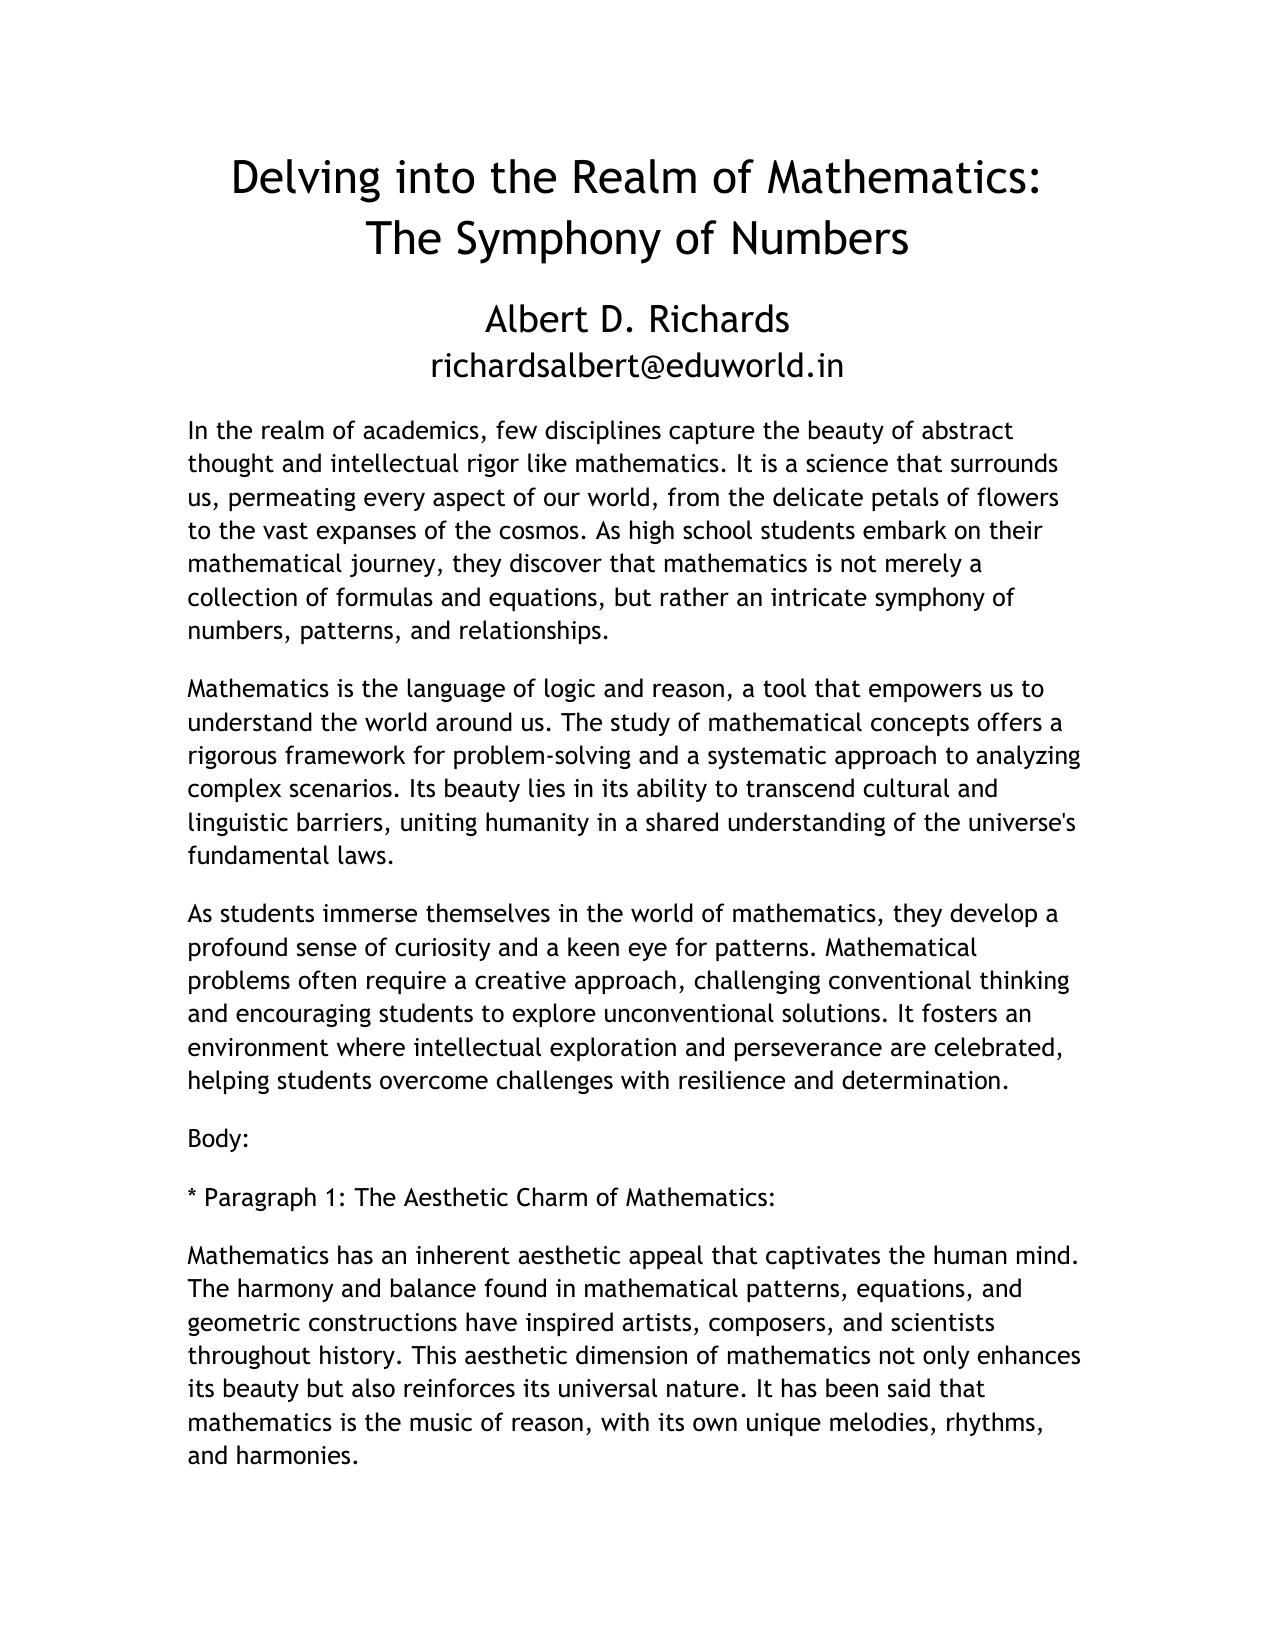 Delving into the Realm of Mathematics:
The Symphony of Numbers
Albert D. Richards
richardsalbert@eduworld.in
In the realm of academics, few disciplines capture the beauty of abstract
thought and intellectual rigor like mathematics. It is a science that surrounds
us, permeating every aspect of our world, from the delicate petals of flowers
to the vast expanses of the cosmos. As high school students embark on their
mathematical journey, they discover that mathematics is not merely a
collection of formulas and equations, but rather an intricate symphony of
numbers, patterns, and relationships.
Mathematics is the language of logic and reason, a tool that empowers us to
understand the world around us. The study of mathematical concepts offers a
rigorous framework for problem-solving and a systematic approach to analyzing
complex scenarios. Its beauty lies in its ability to transcend cultural and
linguistic barriers, uniting humanity in a shared understanding of the universe's
fundamental laws.
As students immerse themselves in the world of mathematics, they develop a
profound sense of curiosity and a keen eye for patterns. Mathematical
problems often require a creative approach, challenging conventional thinking
and encouraging students to explore unconventional solutions. It fosters an
environment where intellectual exploration and perseverance are celebrated,
helping students overcome challenges with resilience and determination.
Body:
* Paragraph 1: The Aesthetic Charm of Mathematics:
Mathematics has an inherent aesthetic appeal that captivates the human mind.
The harmony and balance found in mathematical patterns, equations, and
geometric constructions have inspired artists, composers, and scientists
throughout history. This aesthetic dimension of mathematics not only enhances
its beauty but also reinforces its universal nature. It has been said that
mathematics is the music of reason, with its own unique melodies, rhythms,
and harmonies.